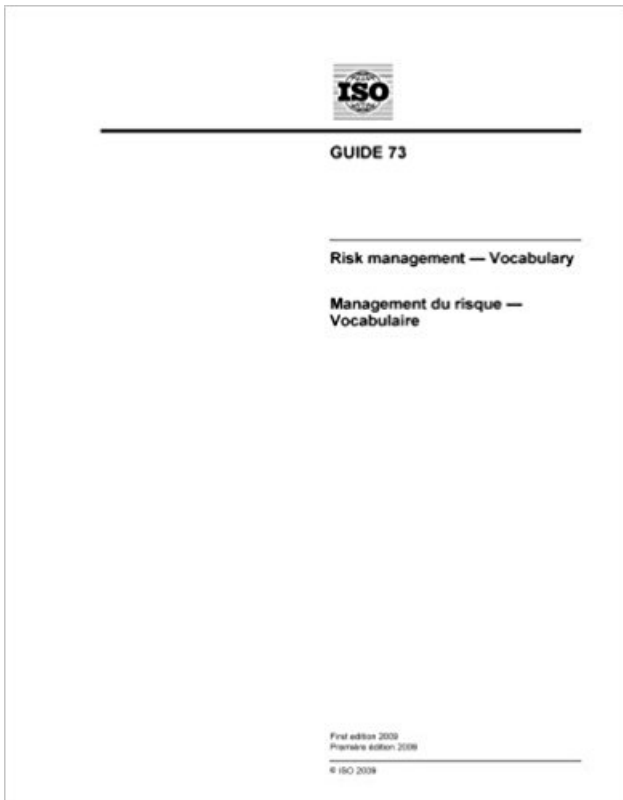 ISO
GUIDE 73
Risk management — Vocabulary
Management du risque —
Vocabulaire
First edition 2009
Première édition 2009
© ISO 2009